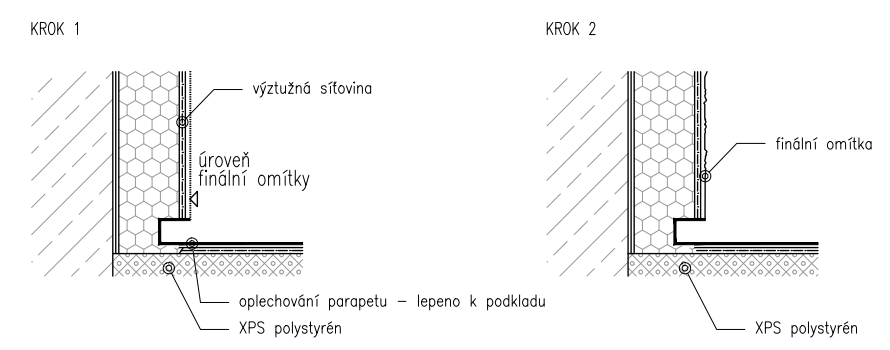 KROK 1
výztužná síťovina
úroveň
finální omítky
oplechování parapetu – lepeno k podkladu
XPS polystyrén
KROK 2
finální omítka
XPS polystyrén